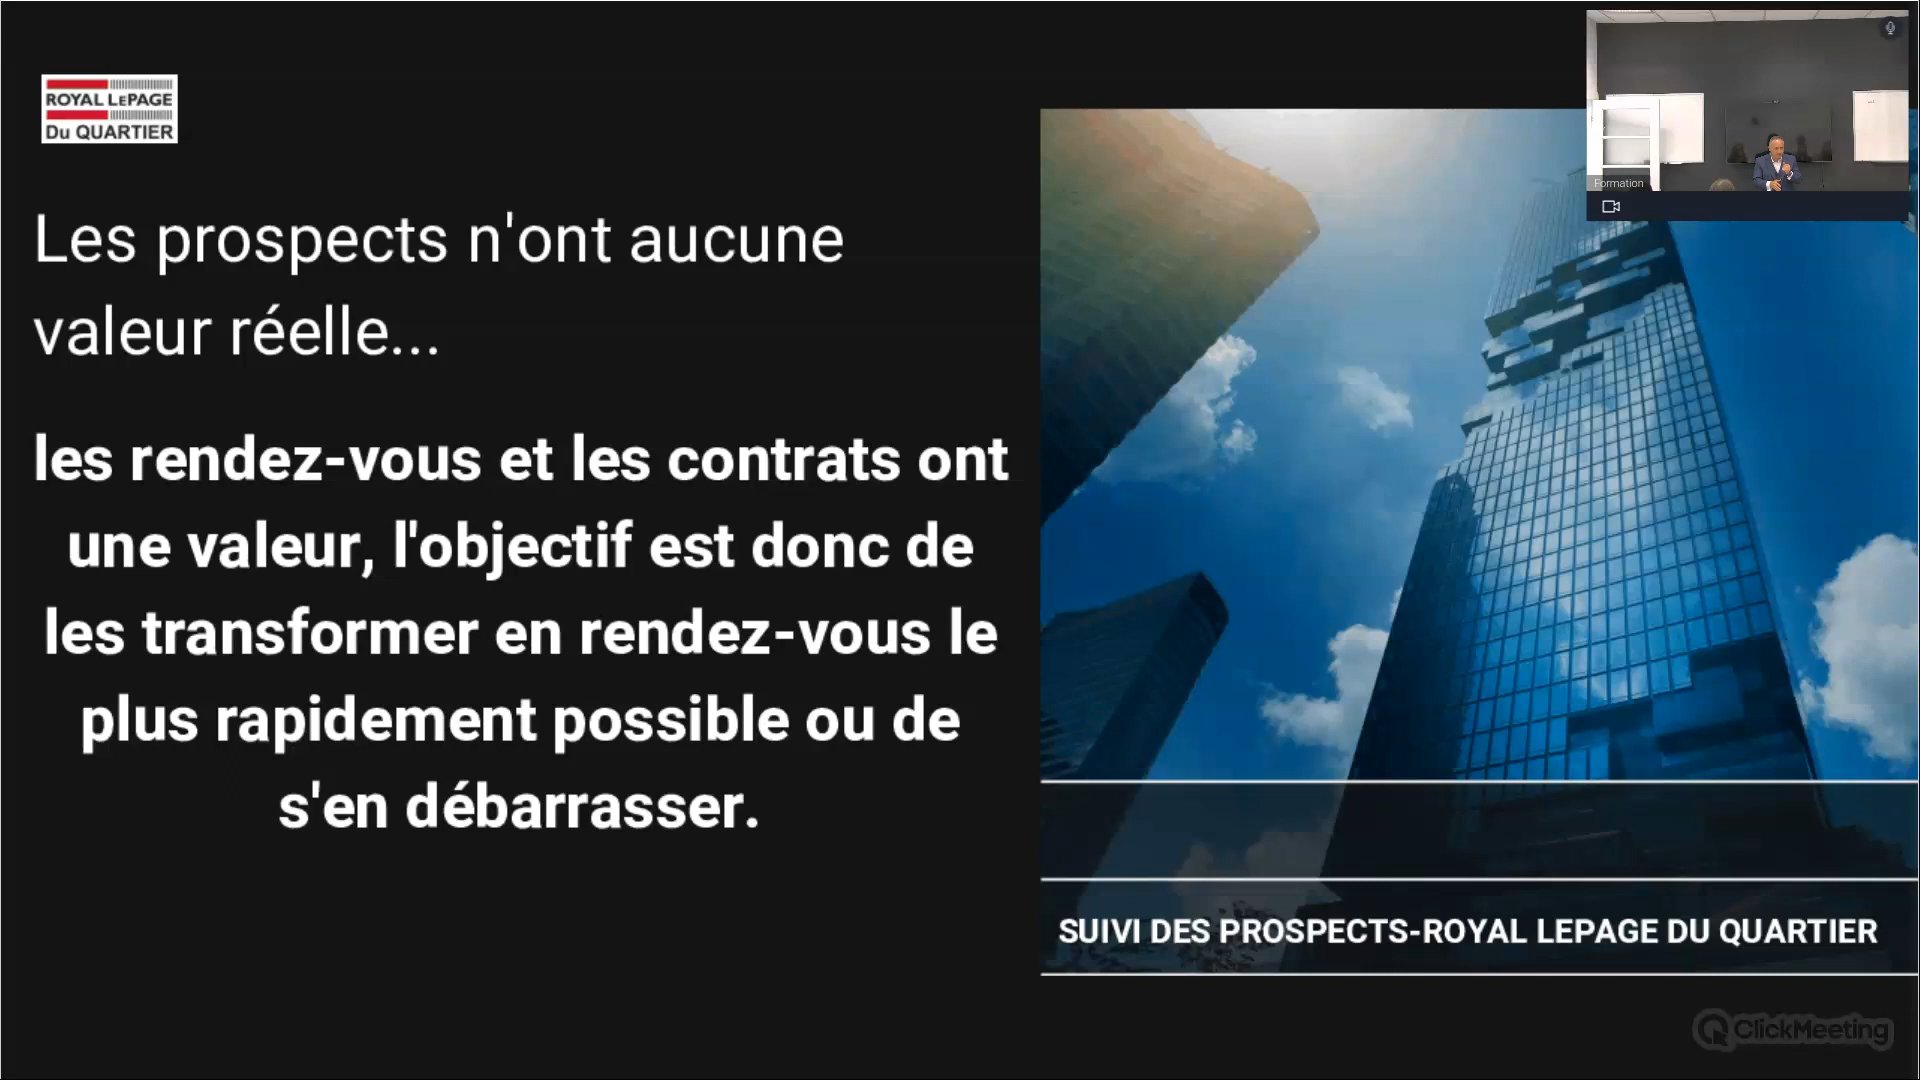 ROYAL LEPAGE
Du QUARTIER
Les prospects n'ont aucune
valeur réelle...
les rendez-vous et les contrats ont
une valeur, l'objectif est donc de
les transformer en rendez-vous le
plus rapidement possible ou de
s'en débarrasser.
Formation
SUIVI DES PROSPECTS-ROYAL LEPAGE DU QUARTIER
ClickMeeting